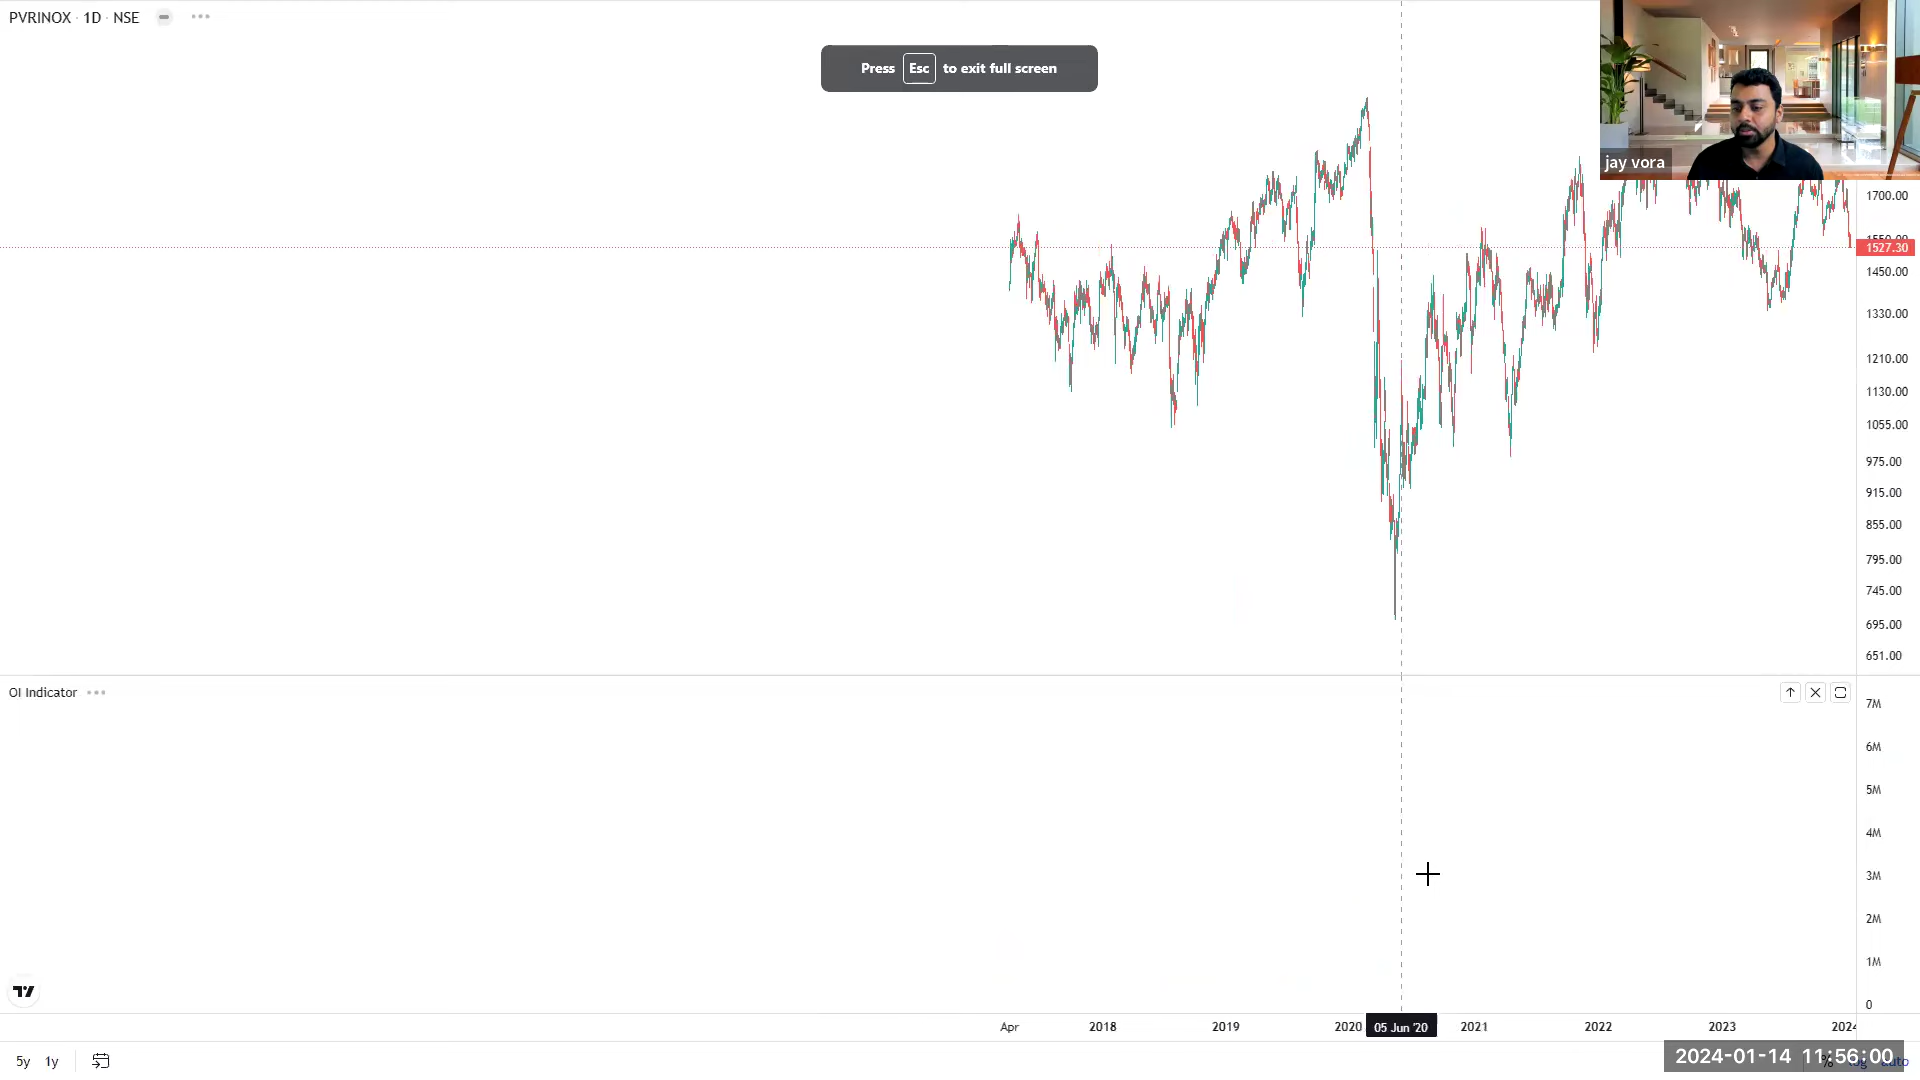 PVRINOX · 1D · NSE
Press Esc to exit full screen
jay vora
1700.00
1527.30
1450.00
1330.00
1210.00
1130.00
1055.00
975.00
915.00
855.00
795.00
745.00
695.00
651.00
OI Indicator
7M
6M
5M
4M
3M
2M
1M
0
Apr 2018 2019 2020 05 Jun '20 2021 2022 2023 2024
5y 1y
2024-01-14 11:56:00
% log auto